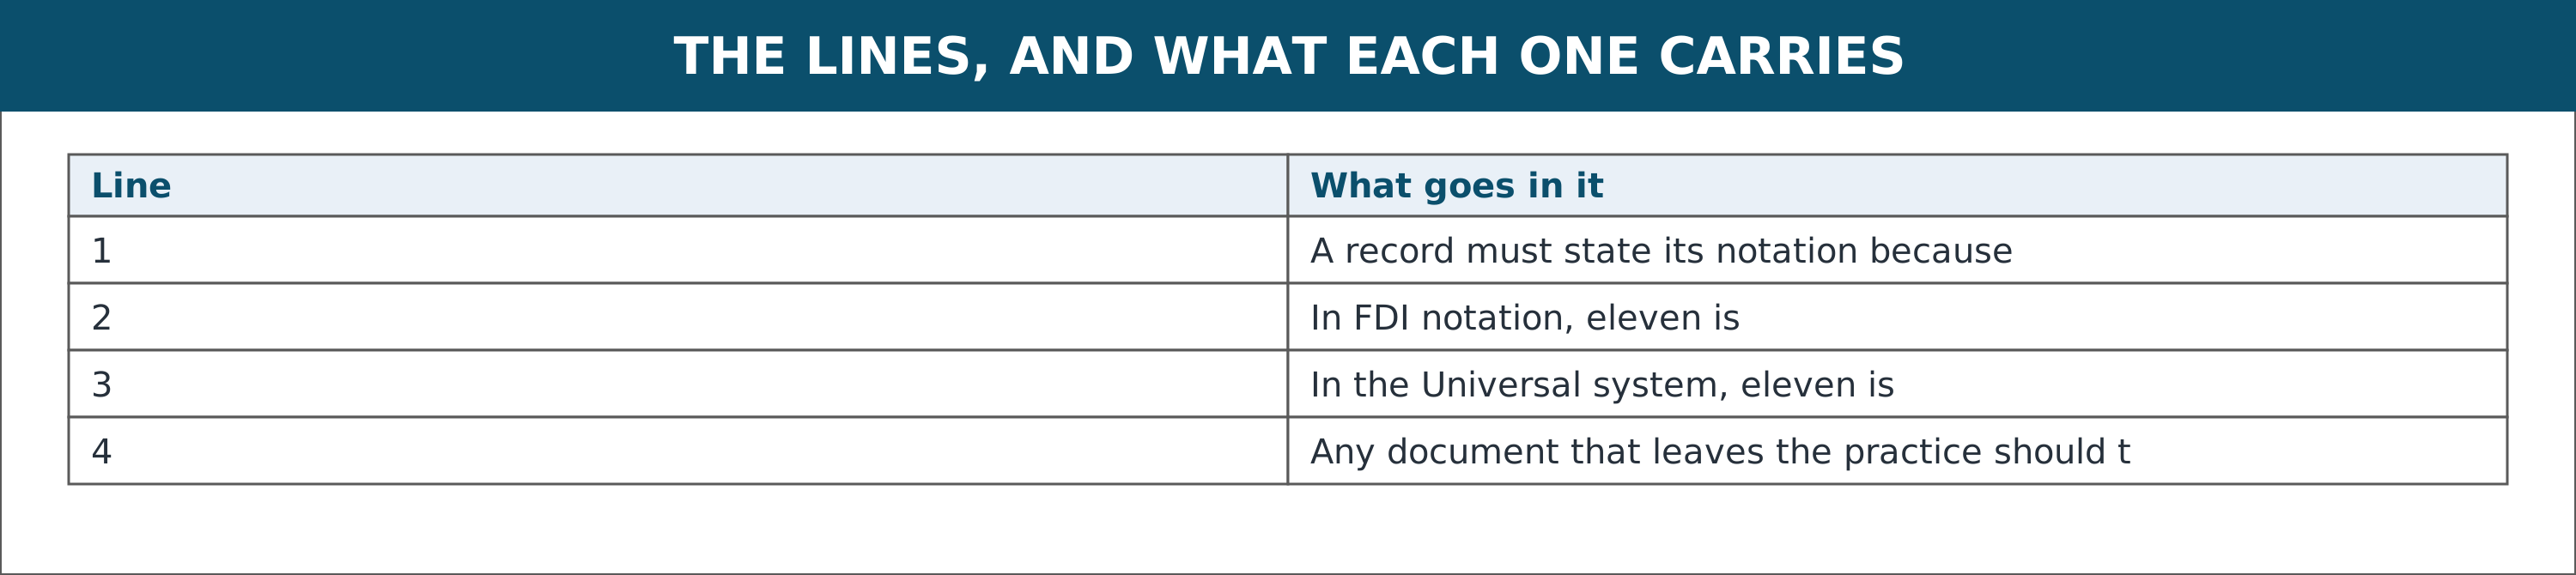 THE LINES, AND WHAT EACH ONE CARRIES
Line What goes in it
1 A record must state its notation because
2 In FDI notation, eleven is
3 In the Universal system, eleven is
4 Any document that leaves the practice should t